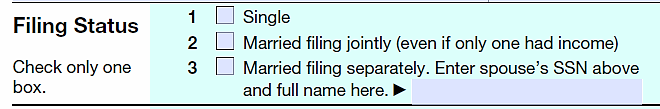 Filing Status
Check only one
box.
1 Single
2 Married filing jointly (even if only one had income)
3 Married filing separately. Enter spouse’s SSN above
and full name here. ▶